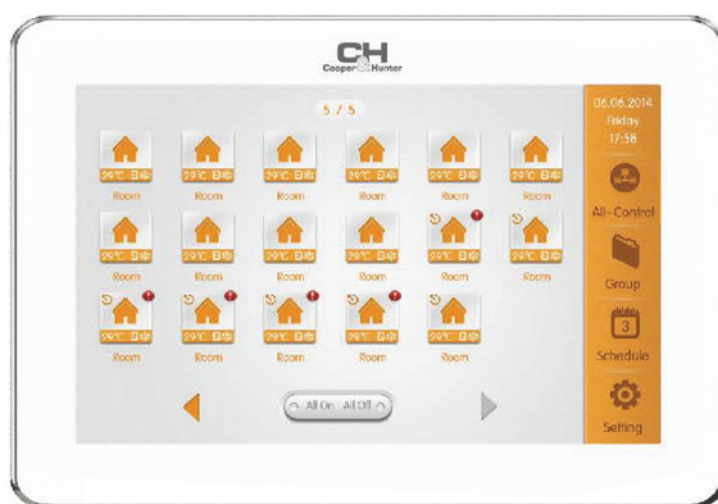 CH
Cooper & Hunter
5 / 5
06.06.2014
Friday
17:58
29°C 29°C 29°C 29°C 29°C 29°C
Room Room Room Room Room Room
All-Control
29°C 29°C 29°C 29°C 29°C 29°C
Room Room Room Room Room Room
Group
29°C 29°C 29°C 29°C 29°C
Room Room Room Room Room
3
Schedule
All On All Off
Setting